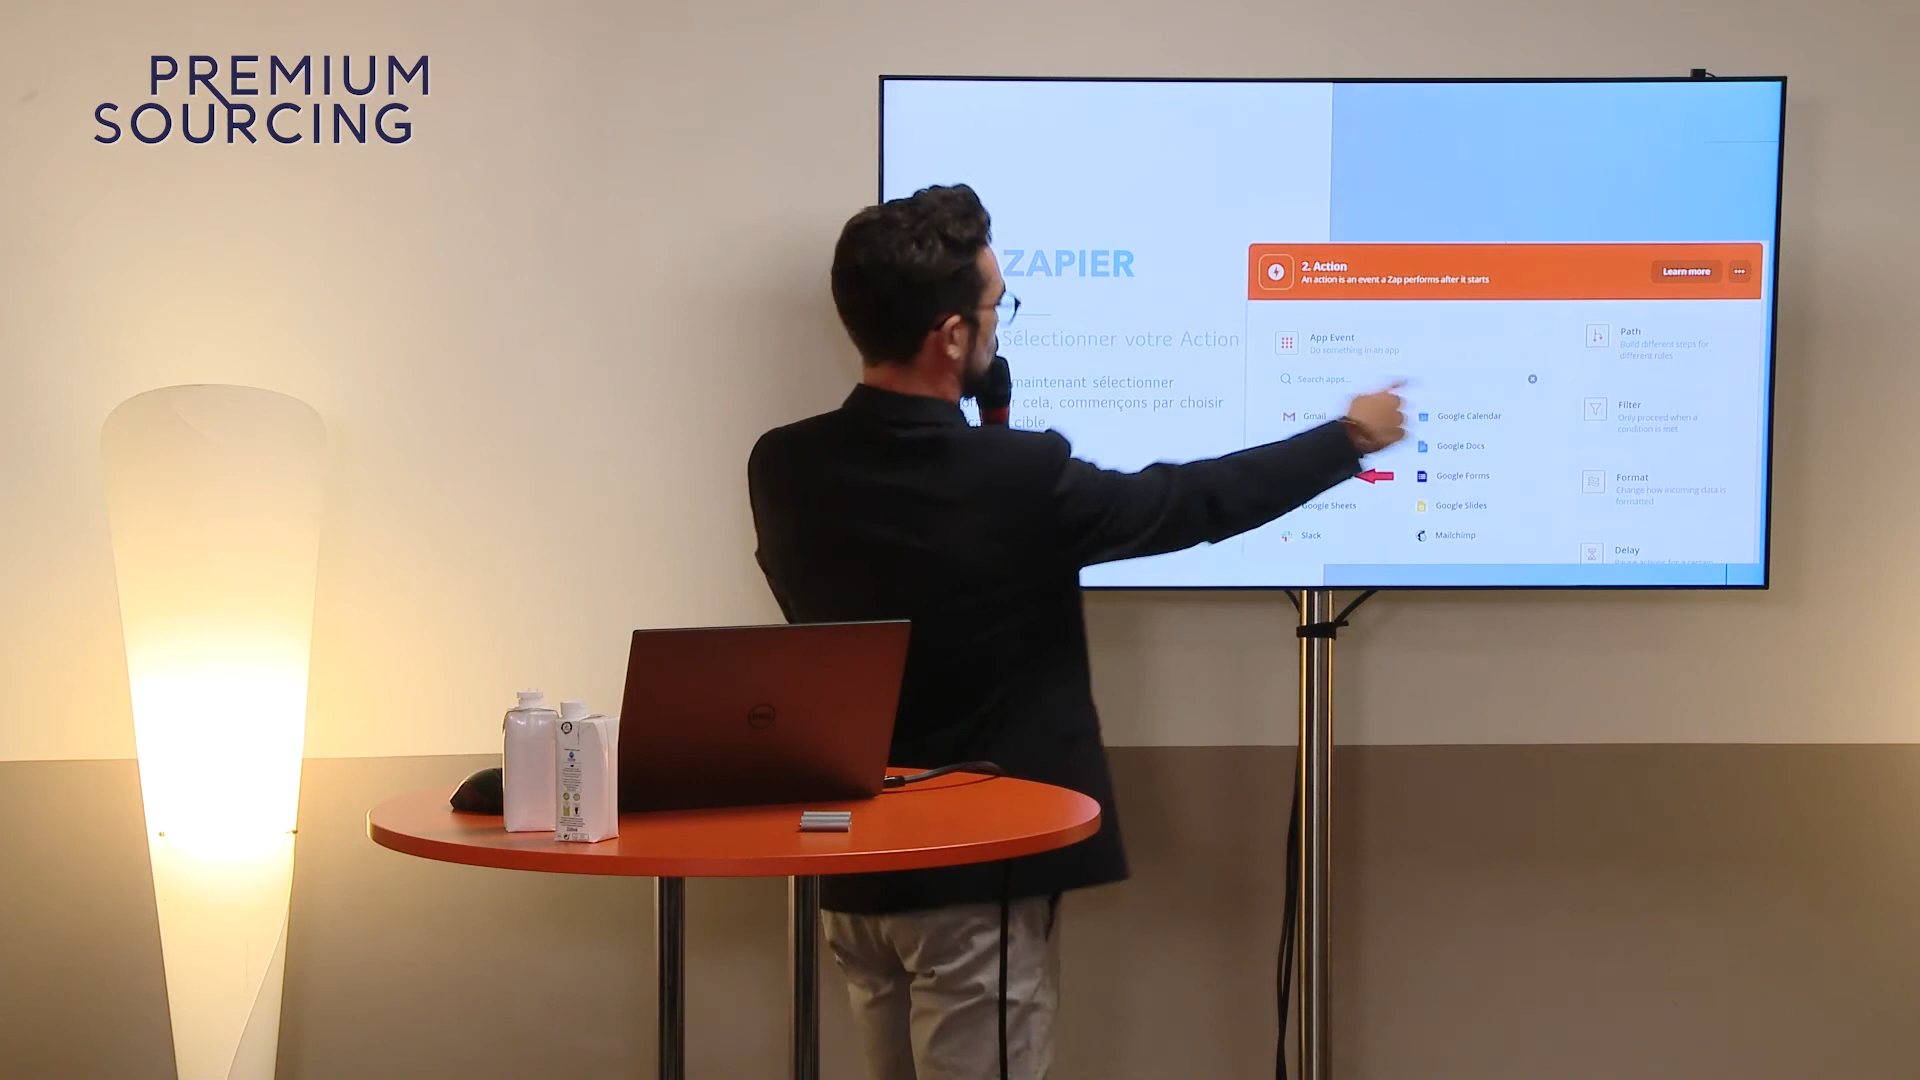 PREMIUM
SOURCING
ZAPIER
Sélectionner votre Action
maintenant sélectionner
cela, commençons par choisir
cible
2. Action
An action is an event a Zap performs after it starts
Learn more
App Event
Do something in an app
Search apps...
Gmail
Google Calendar
Google Docs
Google Forms
Google Sheets
Google Slides
Slack
Mailchimp
Path
Build different steps for
different rules
Filter
Only proceed when a
condition is met
Format
Change how incoming data is
formatted
Delay
DELL